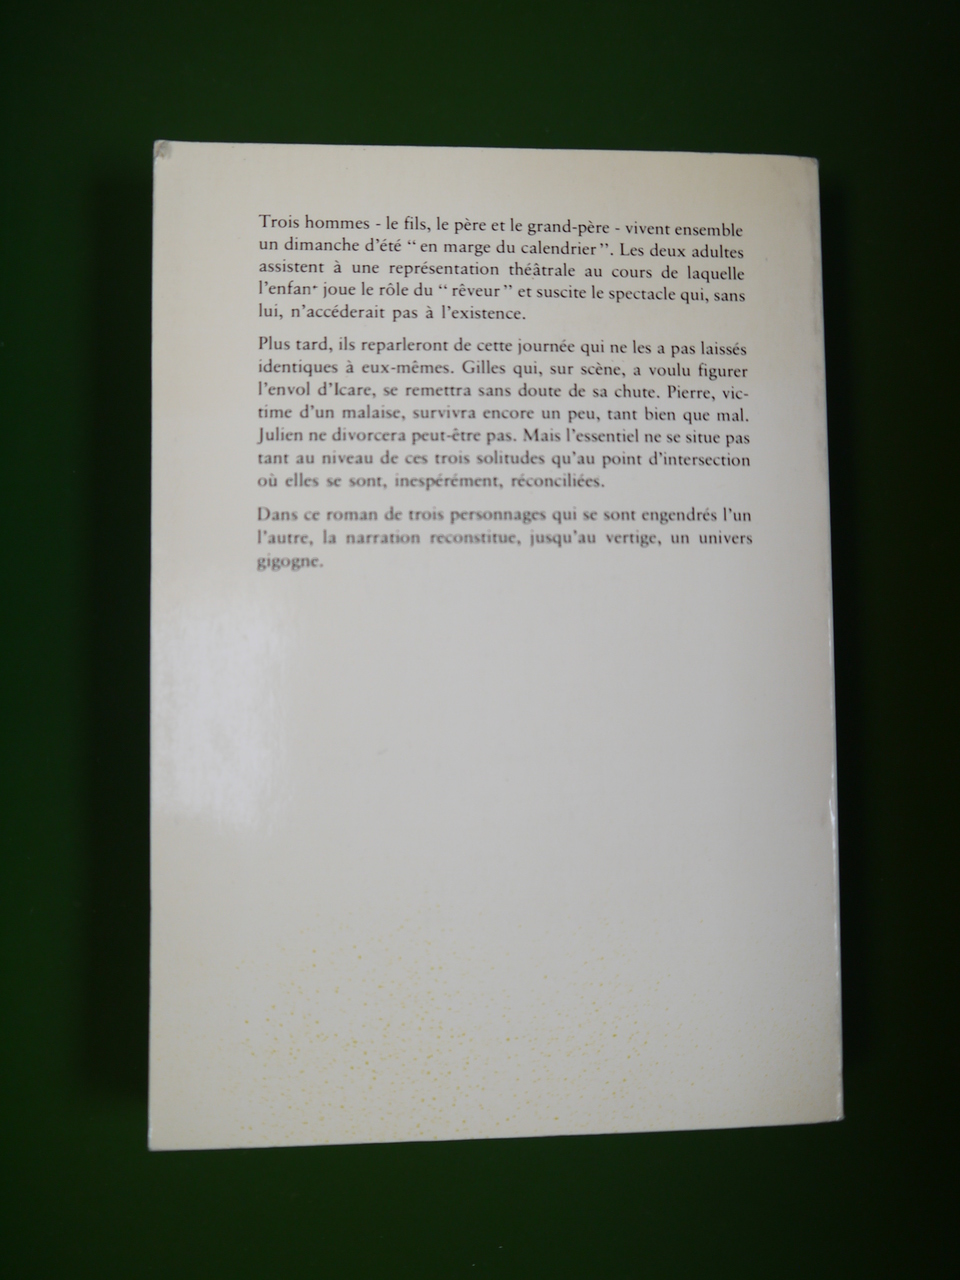 Trois hommes - le fils, le père et le grand-père - vivent ensemble
un dimanche d'été “ en marge du calendrier ”. Les deux adultes
assistent à une représentation théâtrale au cours de laquelle
l'enfant joue le rôle du “ rêveur ” et suscite le spectacle qui, sans
lui, n'accéderait pas à l'existence.
Plus tard, ils reparleront de cette journée qui ne les a pas laissés
identiques à eux-mêmes. Gilles qui, sur scène, a voulu figurer
l'envol d'Icare, se remettra sans doute de sa chute. Pierre, vic-
time d'un malaise, survivra encore un peu, tant bien que mal.
Julien ne divorcera peut-être pas. Mais l'essentiel ne se situe pas
tant au niveau de ces trois solitudes qu'au point d'intersection
où elles se sont, inespérément, réconciliées.
Dans ce roman de trois personnages qui se sont engendrés l'un
l'autre, la narration reconstitue, jusqu'au vertige, un univers
gigogne.